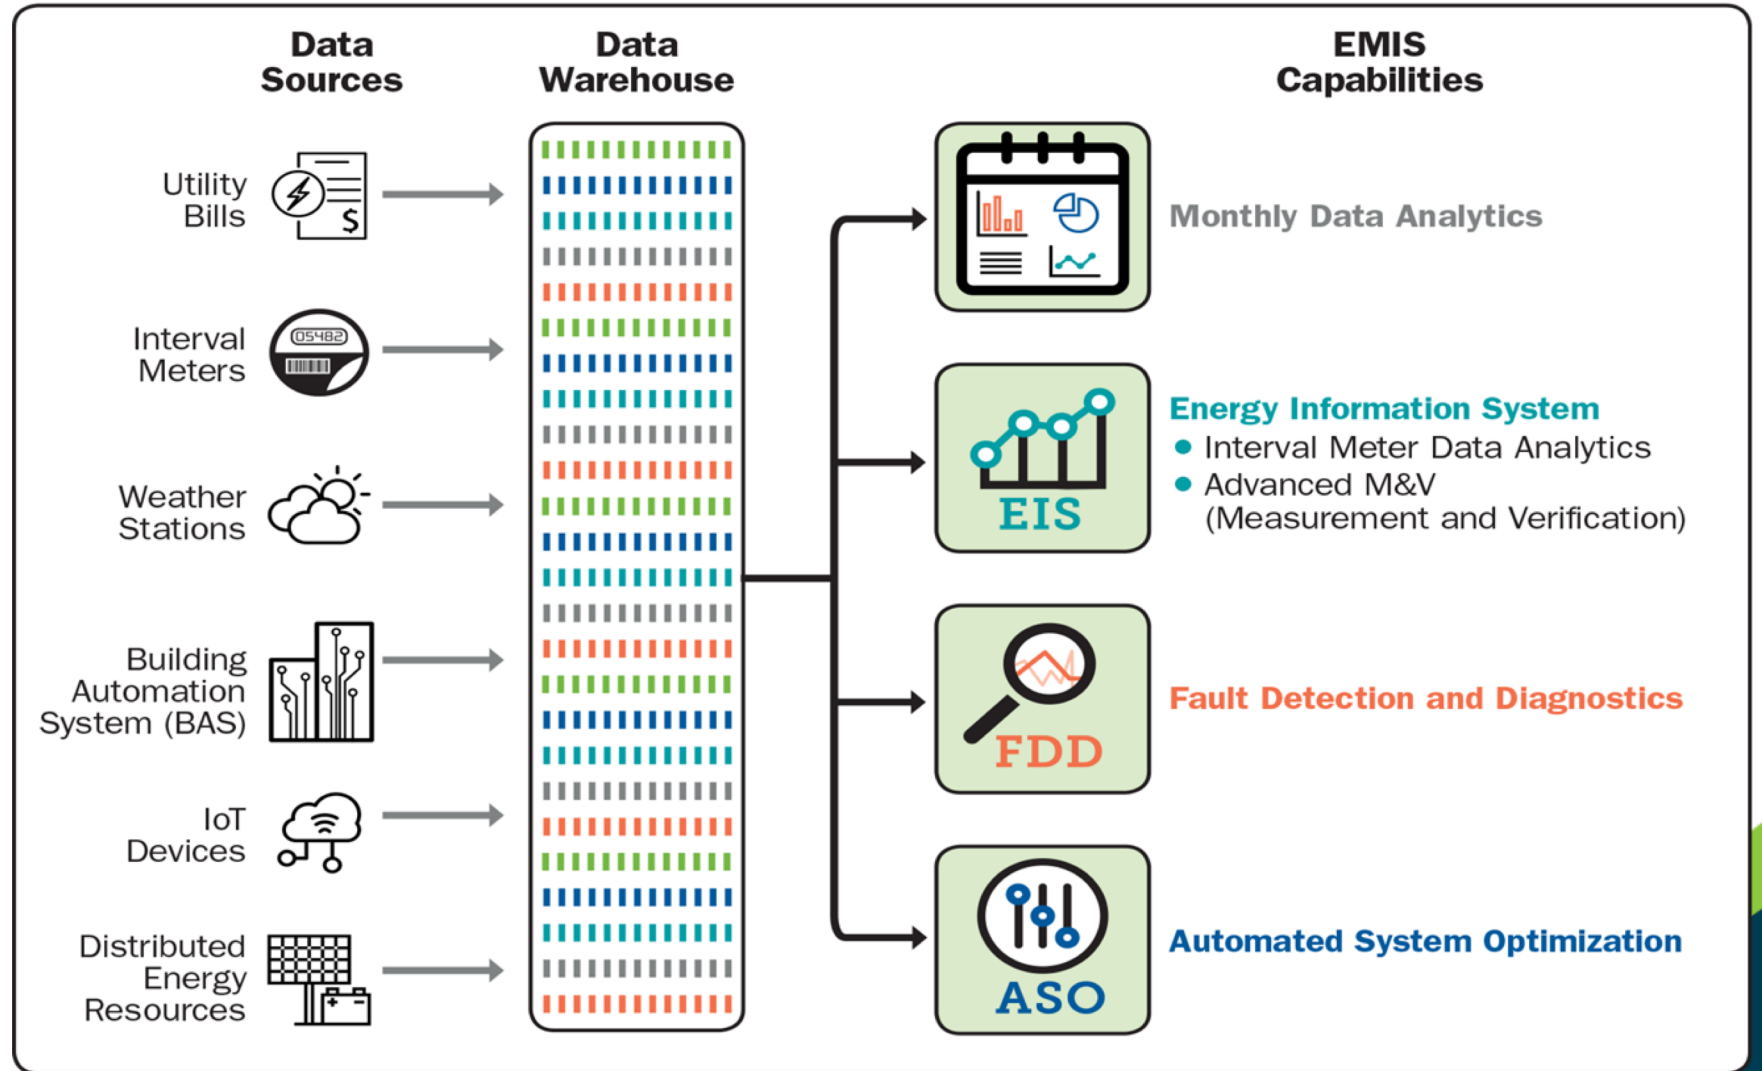 Data
Sources
Data
Warehouse
EMIS
Capabilities
Utility
Bills
$
Interval
Meters
05482
Weather
Stations
Building
Automation
System (BAS)
IoT
Devices
Distributed
Energy
Resources
+ -
Monthly Data Analytics
EIS
Energy Information System
• Interval Meter Data Analytics
• Advanced M&V
(Measurement and Verification)
FDD
Fault Detection and Diagnostics
ASO
Automated System Optimization